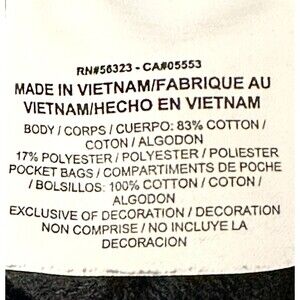 RN#56323 - CA#05553
MADE IN VIETNAM/FABRIQUE AU
VIETNAM/HECHO EN VIETNAM
BODY / CORPS / CUERPO: 83% COTTON /
COTON / ALGODON
17% POLYESTER / POLYESTER / POLIESTER
POCKET BAGS / COMPARTIMENTS DE POCHE
/ BOLSILLOS: 100% COTTON / COTON /
ALGODON
EXCLUSIVE OF DECORATION / DECORATION
NON COMPRISE / NO INCLUYE LA
DECORACION